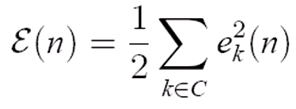 ℰ(n) = 1/2 ∑_{k∈C} e_k^2(n)